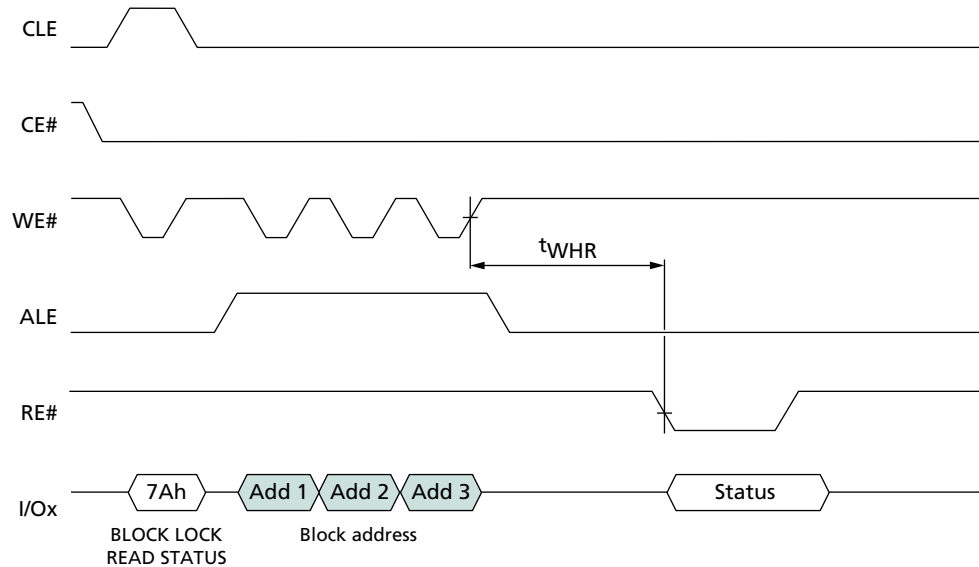 CLE
CE#
WE#
tWHR
ALE
RE#
I/Ox
7Ah
Add 1
Add 2
Add 3
Status
BLOCK LOCK
READ STATUS
Block address